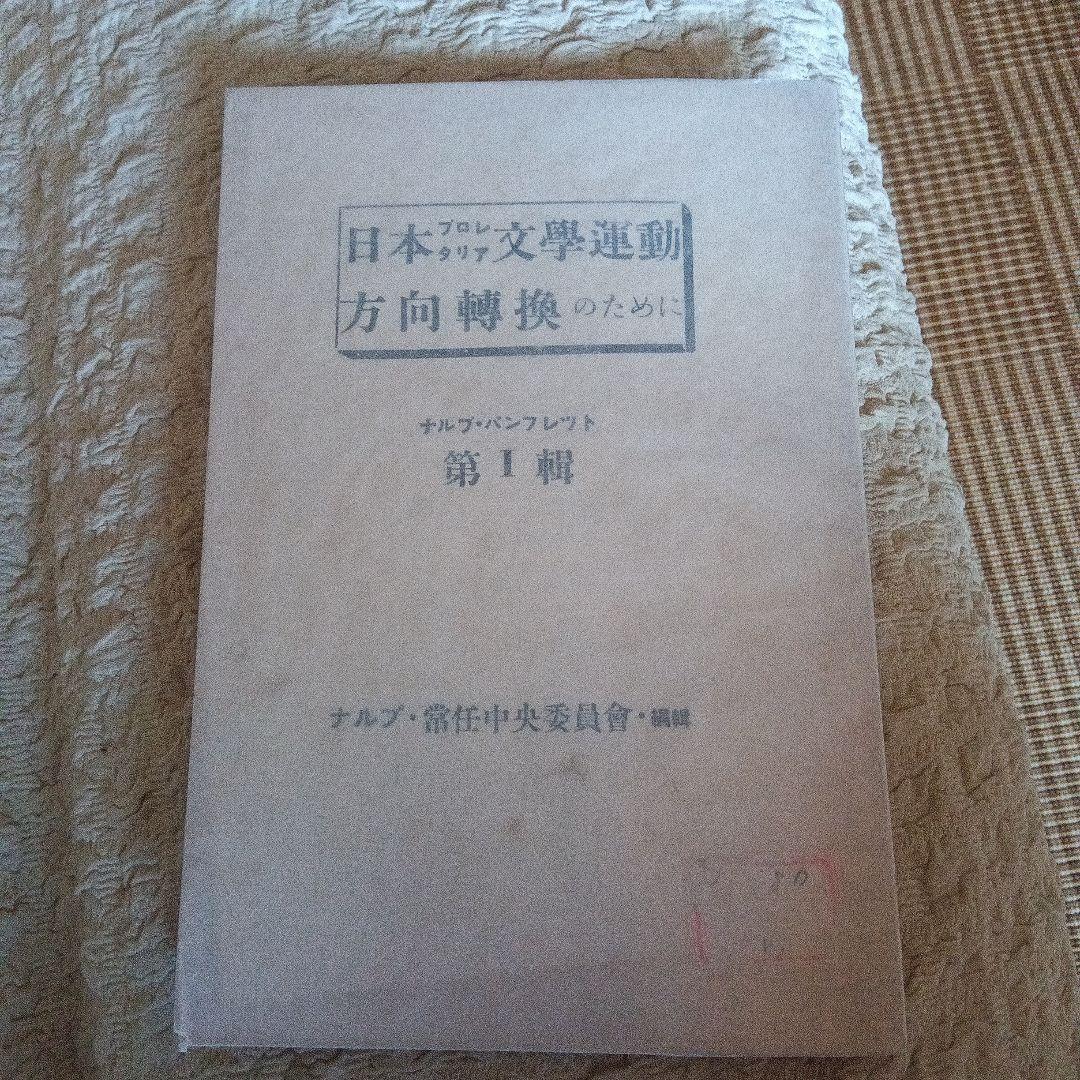 日本プロレタリア文學運動
方向轉換のために
ナルプ・パンフレット
第1輯
ナルプ・常任中央委員會・編輯